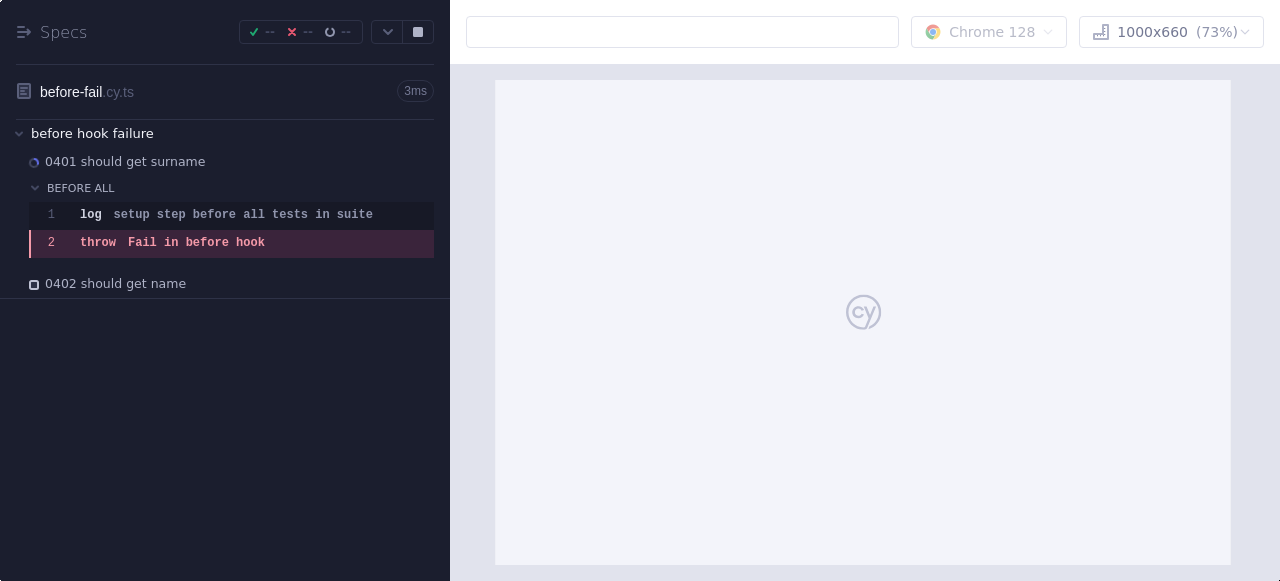 Specs
--
--
--
before-fail.cy.ts
3ms
before hook failure
0401 should get surname
BEFORE ALL
1 log setup step before all tests in suite
2 throw Fail in before hook
0402 should get name
Chrome 128
1000x660 (73%)
cy